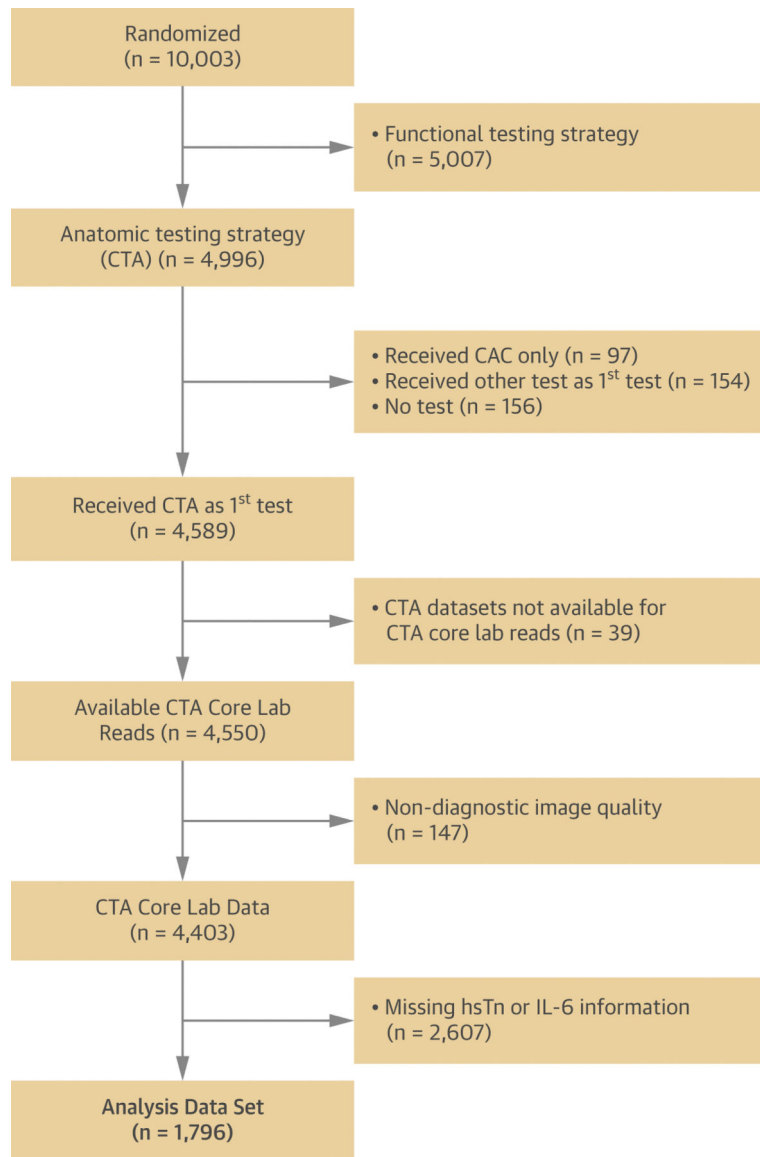 Randomized
(n = 10,003)
• Functional testing strategy
(n = 5,007)
Anatomic testing strategy
(CTA) (n = 4,996)
• Received CAC only (n = 97)
• Received other test as 1st test (n = 154)
• No test (n = 156)
Received CTA as 1st test
(n = 4,589)
• CTA datasets not available for
CTA core lab reads (n = 39)
Available CTA Core Lab
Reads (n = 4,550)
• Non-diagnostic image quality
(n = 147)
CTA Core Lab Data
(n = 4,403)
• Missing hsTn or IL-6 information
(n = 2,607)
Analysis Data Set
(n = 1,796)